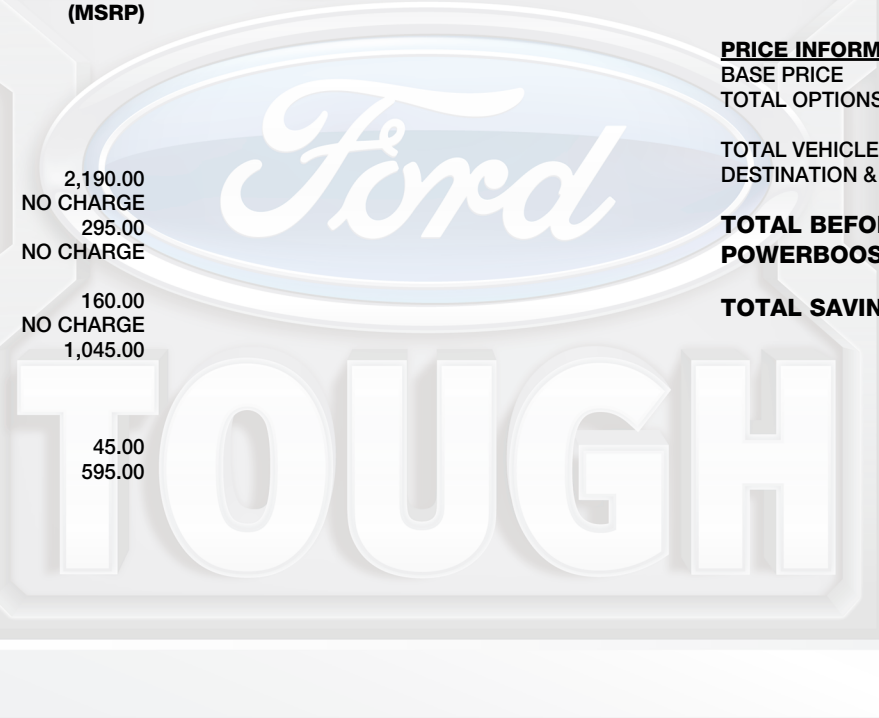 (MSRP)
2,190.00
NO CHARGE
295.00
NO CHARGE
160.00
NO CHARGE
1,045.00
45.00
595.00
PRICE INFORM
BASE PRICE
TOTAL OPTIONS
TOTAL VEHICLE
DESTINATION &
TOTAL BEFO
POWERBOOS
TOTAL SAVIN
Ford
TOUGH